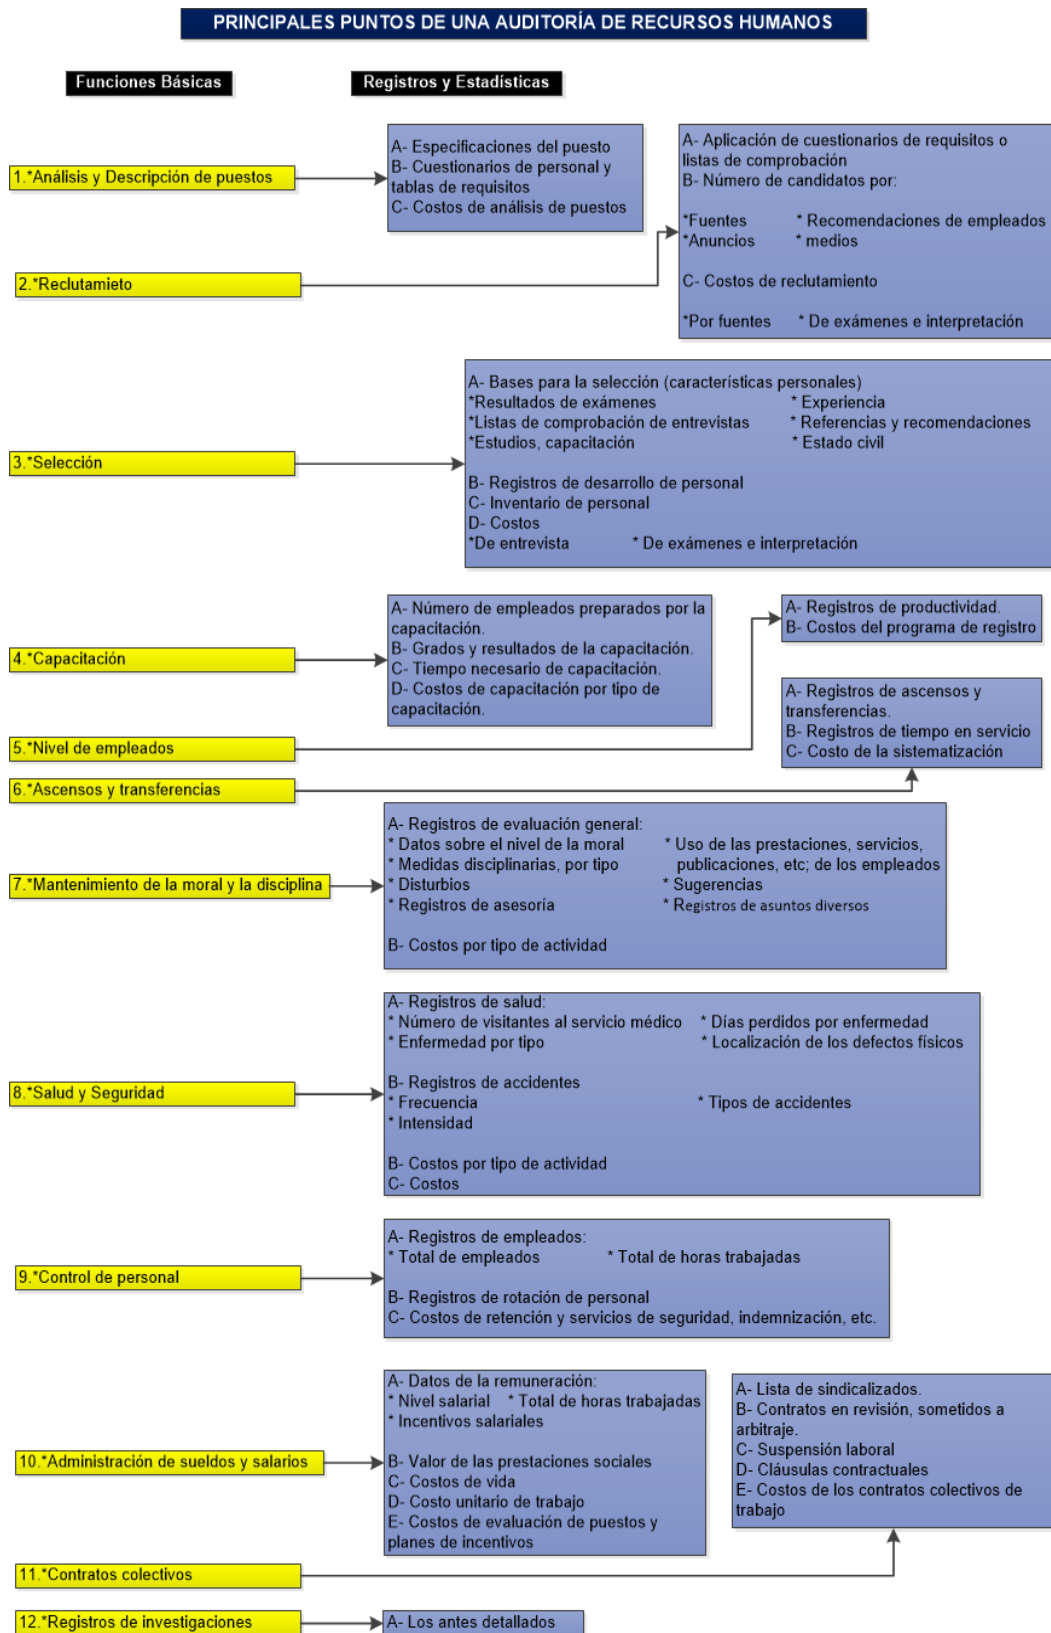 PRINCIPALES PUNTOS DE UNA AUDITORÍA DE RECURSOS HUMANOS
Funciones Básicas
Registros y Estadísticas
1.*Análisis y Descripción de puestos
A- Especificaciones del puesto
B- Cuestionarios de personal y
tablas de requisitos
C- Costos de análisis de puestos
2.*Reclutamieto
A- Aplicación de cuestionarios de requisitos o
listas de comprobación
B- Número de candidatos por:
*Fuentes * Recomendaciones de empleados
*Anuncios * medios
C- Costos de reclutamiento
*Por fuentes * De exámenes e interpretación
3.*Selección
A- Bases para la selección (características personales)
*Resultados de exámenes * Experiencia
*Listas de comprobación de entrevistas * Referencias y recomendaciones
*Estudios, capacitación * Estado civil
B- Registros de desarrollo de personal
C- Inventario de personal
D- Costos
*De entrevista * De exámenes e interpretación
4.*Capacitación
A- Número de empleados preparados por la
capacitación.
B- Grados y resultados de la capacitación.
C- Tiempo necesario de capacitación.
D- Costos de capacitación por tipo de
capacitación.
5.*Nivel de empleados
A- Registros de productividad.
B- Costos del programa de registro
6.*Ascensos y transferencias
A- Registros de ascensos y
transferencias.
B- Registros de tiempo en servicio
C- Costo de la sistematización
7.*Mantenimiento de la moral y la disciplina
A- Registros de evaluación general:
* Datos sobre el nivel de la moral * Uso de las prestaciones, servicios,
* Medidas disciplinarias, por tipo publicaciones, etc; de los empleados
* Disturbios * Sugerencias
* Registros de asesoría * Registros de asuntos diversos
B- Costos por tipo de actividad
8.*Salud y Seguridad
A- Registros de salud:
* Número de visitantes al servicio médico * Días perdidos por enfermedad
* Enfermedad por tipo * Localización de los defectos físicos
B- Registros de accidentes
* Frecuencia * Tipos de accidentes
* Intensidad
B- Costos por tipo de actividad
C- Costos
9.*Control de personal
A- Registros de empleados:
* Total de empleados * Total de horas trabajadas
B- Registros de rotación de personal
C- Costos de retención y servicios de seguridad, indemnización, etc.
10.*Administración de sueldos y salarios
A- Datos de la remuneración:
* Nivel salarial * Total de horas trabajadas
* Incentivos salariales
B- Valor de las prestaciones sociales
C- Costos de vida
D- Costo unitario de trabajo
E- Costos de evaluación de puestos y
planes de incentivos
11.*Contratos colectivos
A- Lista de sindicalizados.
B- Contratos en revisión, sometidos a
arbitraje.
C- Suspensión laboral
D- Cláusulas contractuales
E- Costos de los contratos colectivos de
trabajo
12.*Registros de investigaciones
A- Los antes detallados